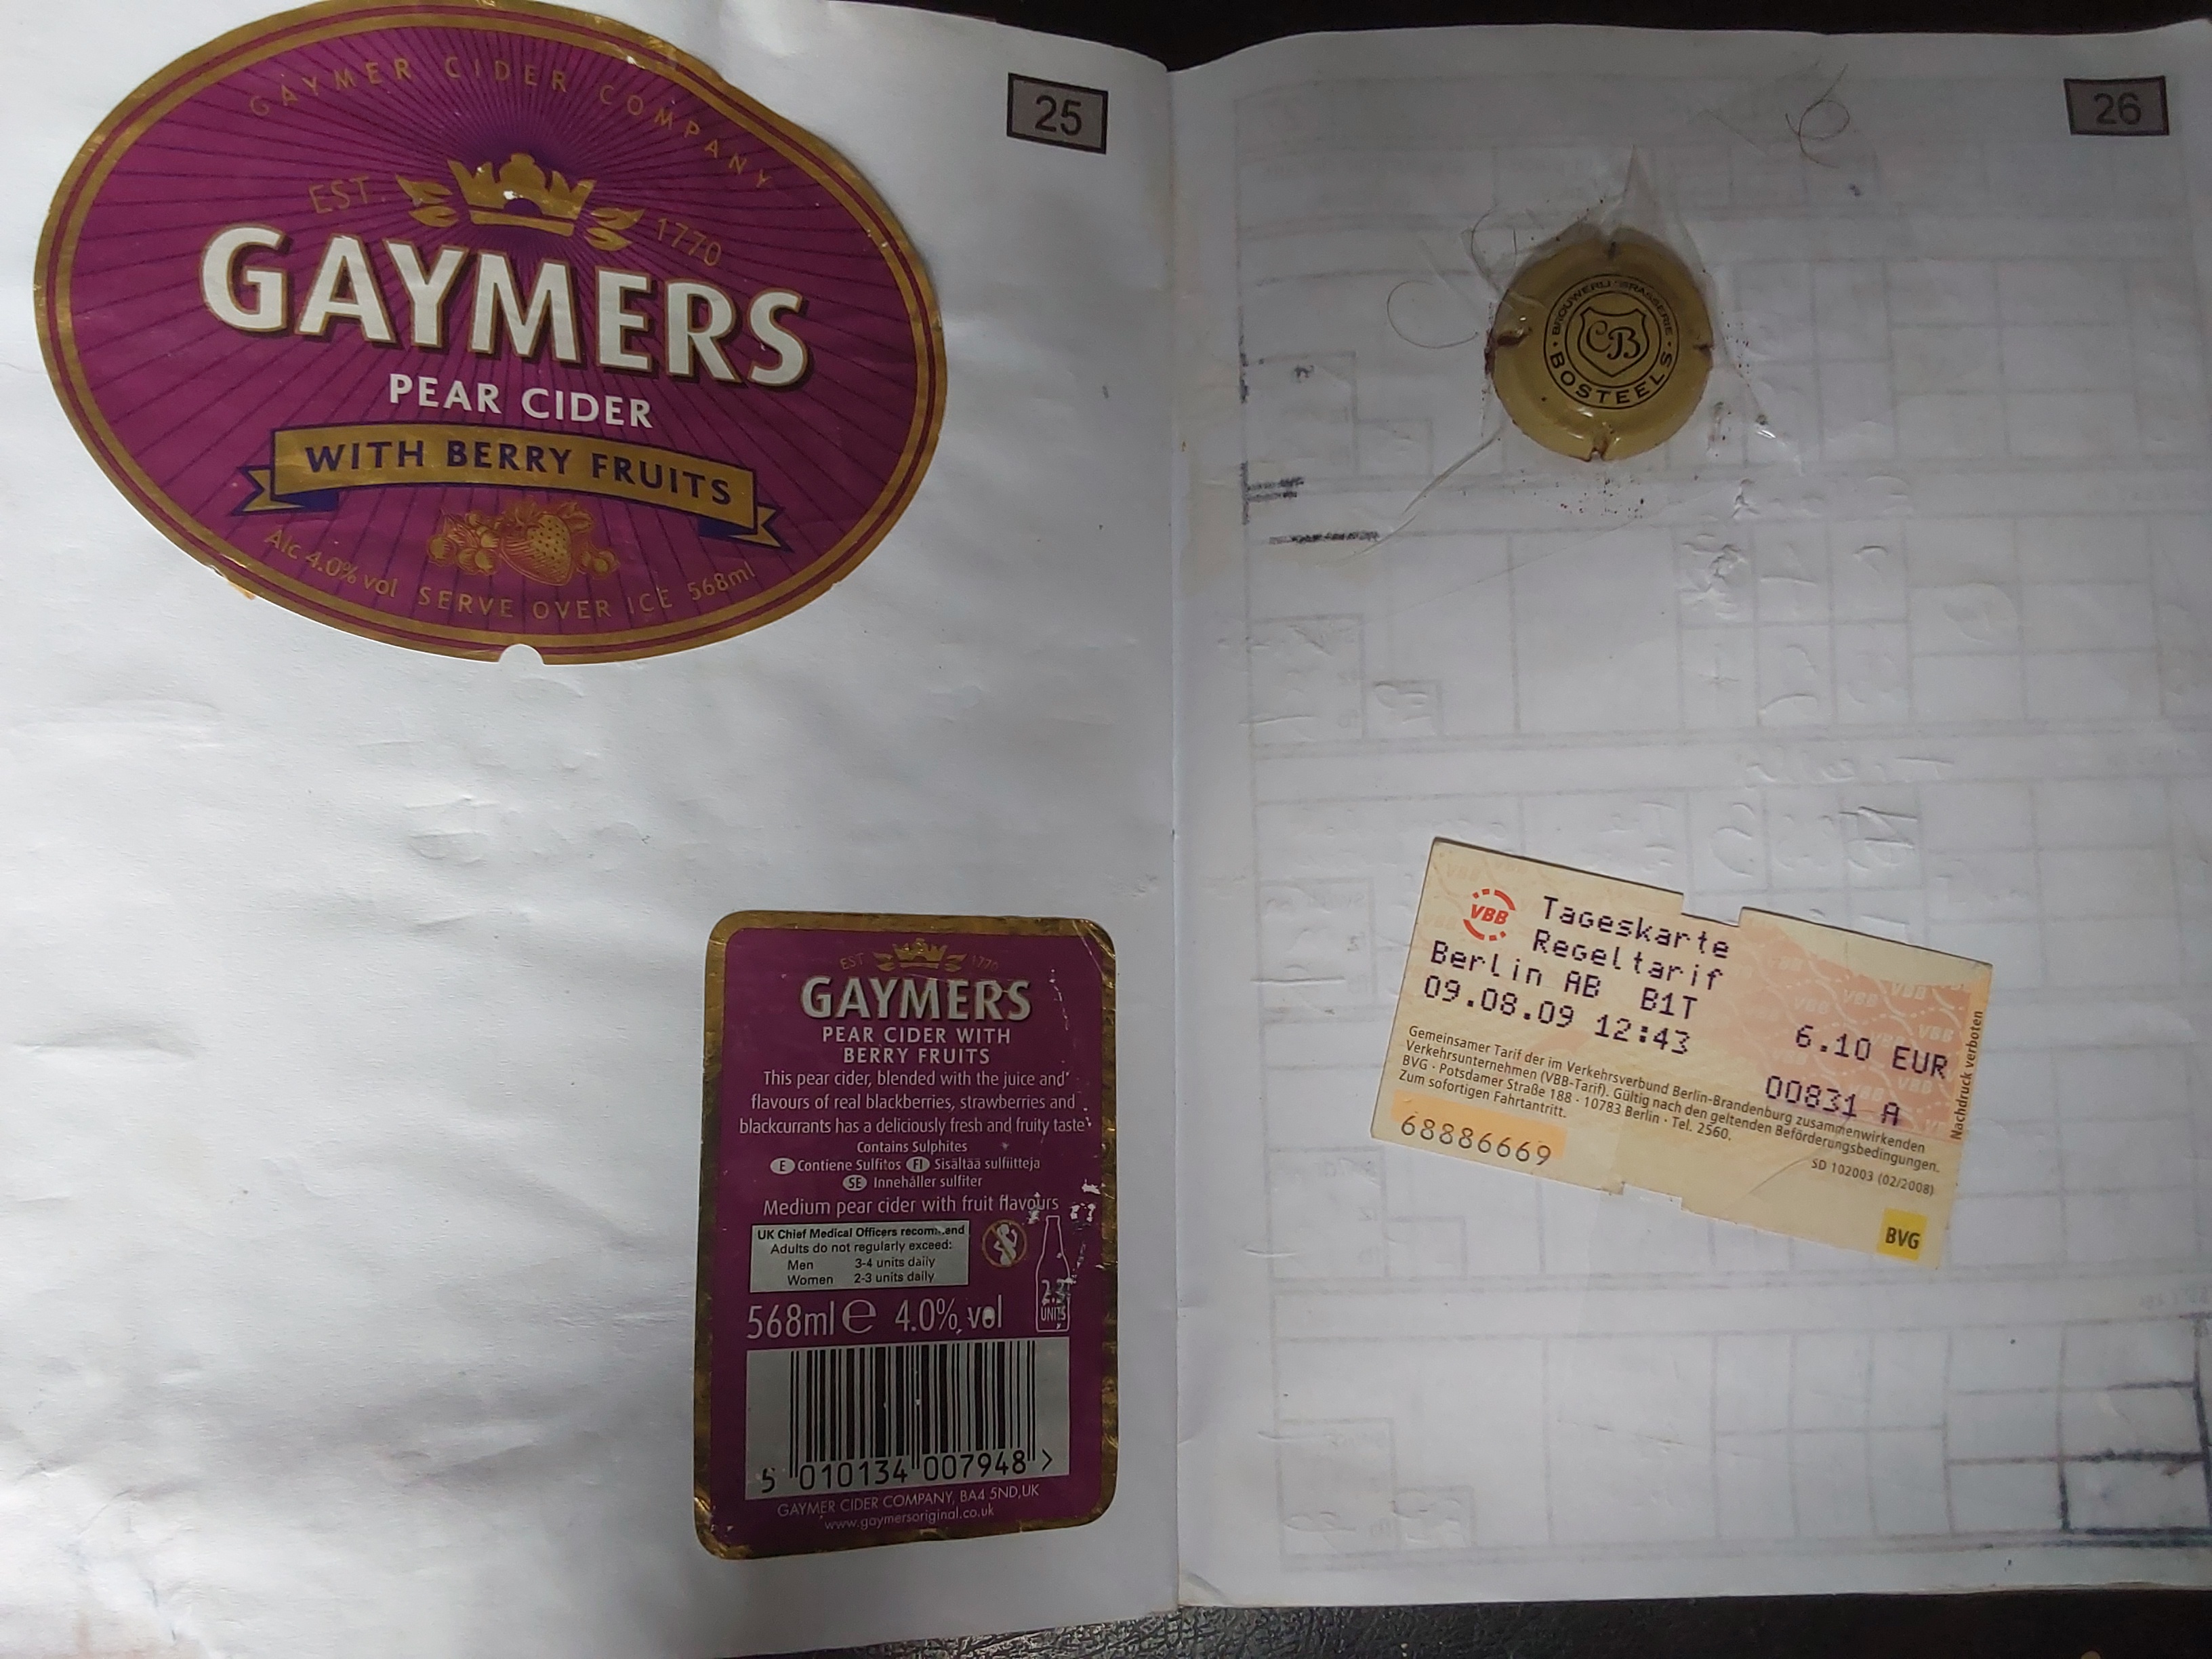 25
GAYMER CIDER COMPANY
EST. 1770
GAYMERS
PEAR CIDER
WITH BERRY FRUITS
Alc 4.0% vol SERVE OVER ICE 568ml
EST 1770
GAYMERS
PEAR CIDER WITH
BERRY FRUITS
This pear cider, blended with the juice and
flavours of real blackberries, strawberries and
blackcurrants has a deliciously fresh and fruity taste
Contains Sulphites
E Contiene Sulfitos FI Sisältää sulfiitteja
SE Innehåller sulfiter
Medium pear cider with fruit flavours
UK Chief Medical Officers recommend
Adults do not regularly exceed:
Men 3-4 units daily
Women 2-3 units daily
UNITS
568ml e 4.0% vol
5 010134 007948 >
GAYMER CIDER COMPANY, BA4 5ND, UK
www.gaymersoriginal.co.uk
26
BROUWERIJ BRASSERIE
CB
BOSTEELS
VBB
Tageskarte
Regeltarif
Berlin AB B1T
09.08.09 12:43
6.10 EUR
00831 A
Gemeinsamer Tarif der im Verkehrsverbund Berlin-Brandenburg zusammenwirkenden
Verkehrsunternehmen (VBB-Tarif). Gültig nach den geltenden Beförderungsbedingungen.
BVG · Potsdamer Straße 188 · 10783 Berlin · Tel. 2560.
Zum sofortigen Fahrtantritt.
SD 102003 (02/2008)
68886669
BVG
Nachdruck verboten